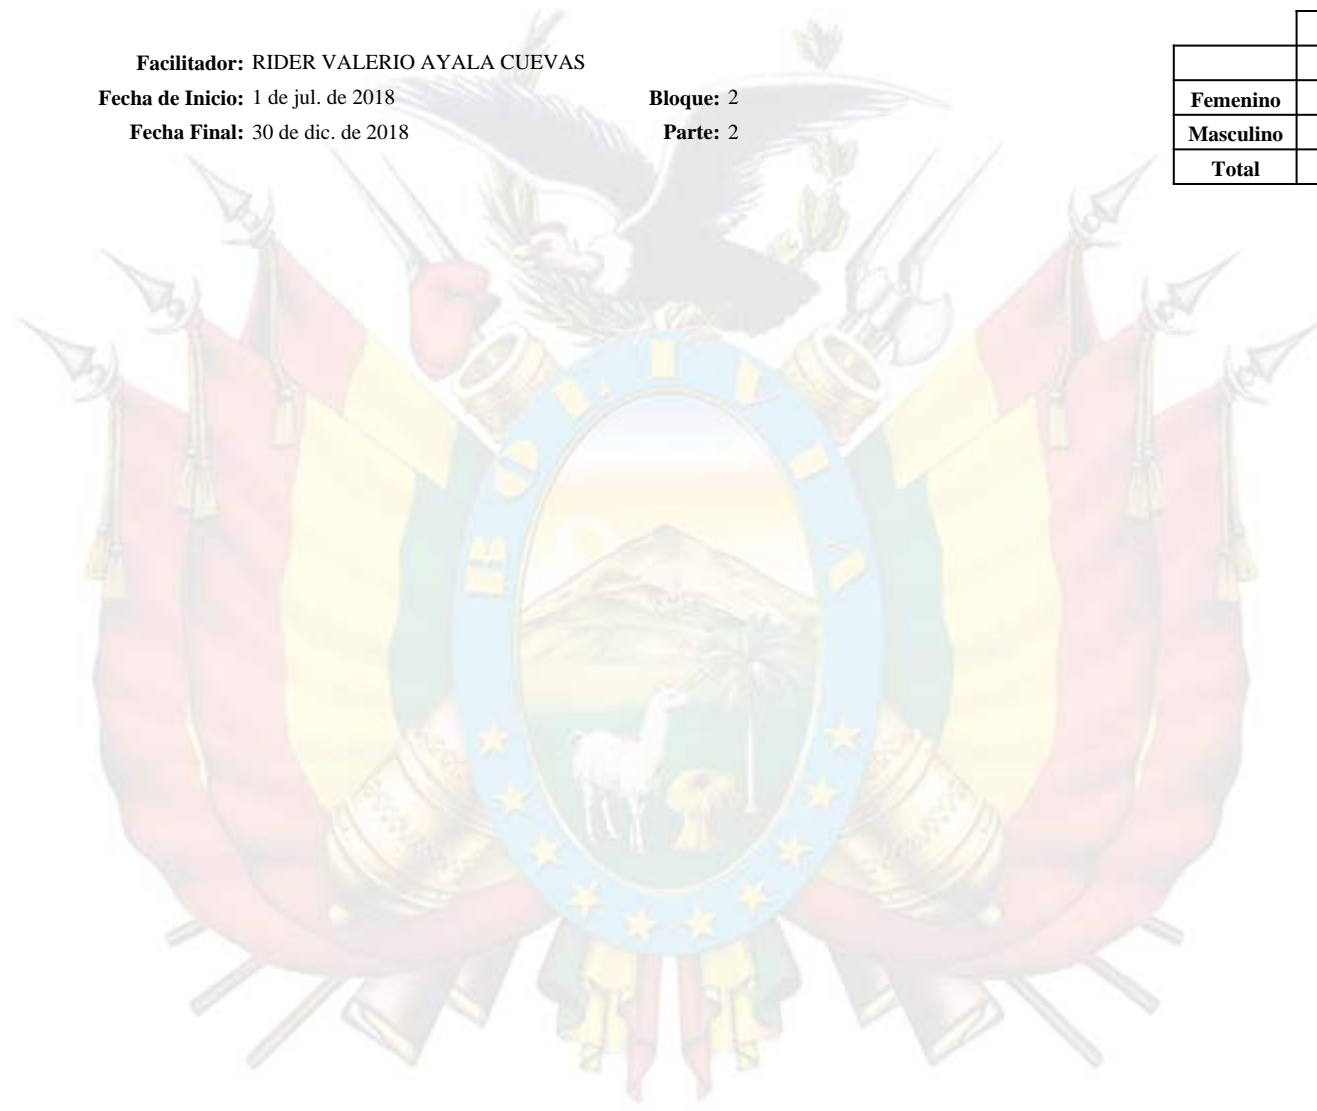 Facilitador: RIDER VALERIO AYALA CUEVAS
Fecha de Inicio: 1 de jul. de 2018 Bloque: 2
Fecha Final: 30 de dic. de 2018 Parte: 2
Femenino
Masculino
Total
BOLIVIA